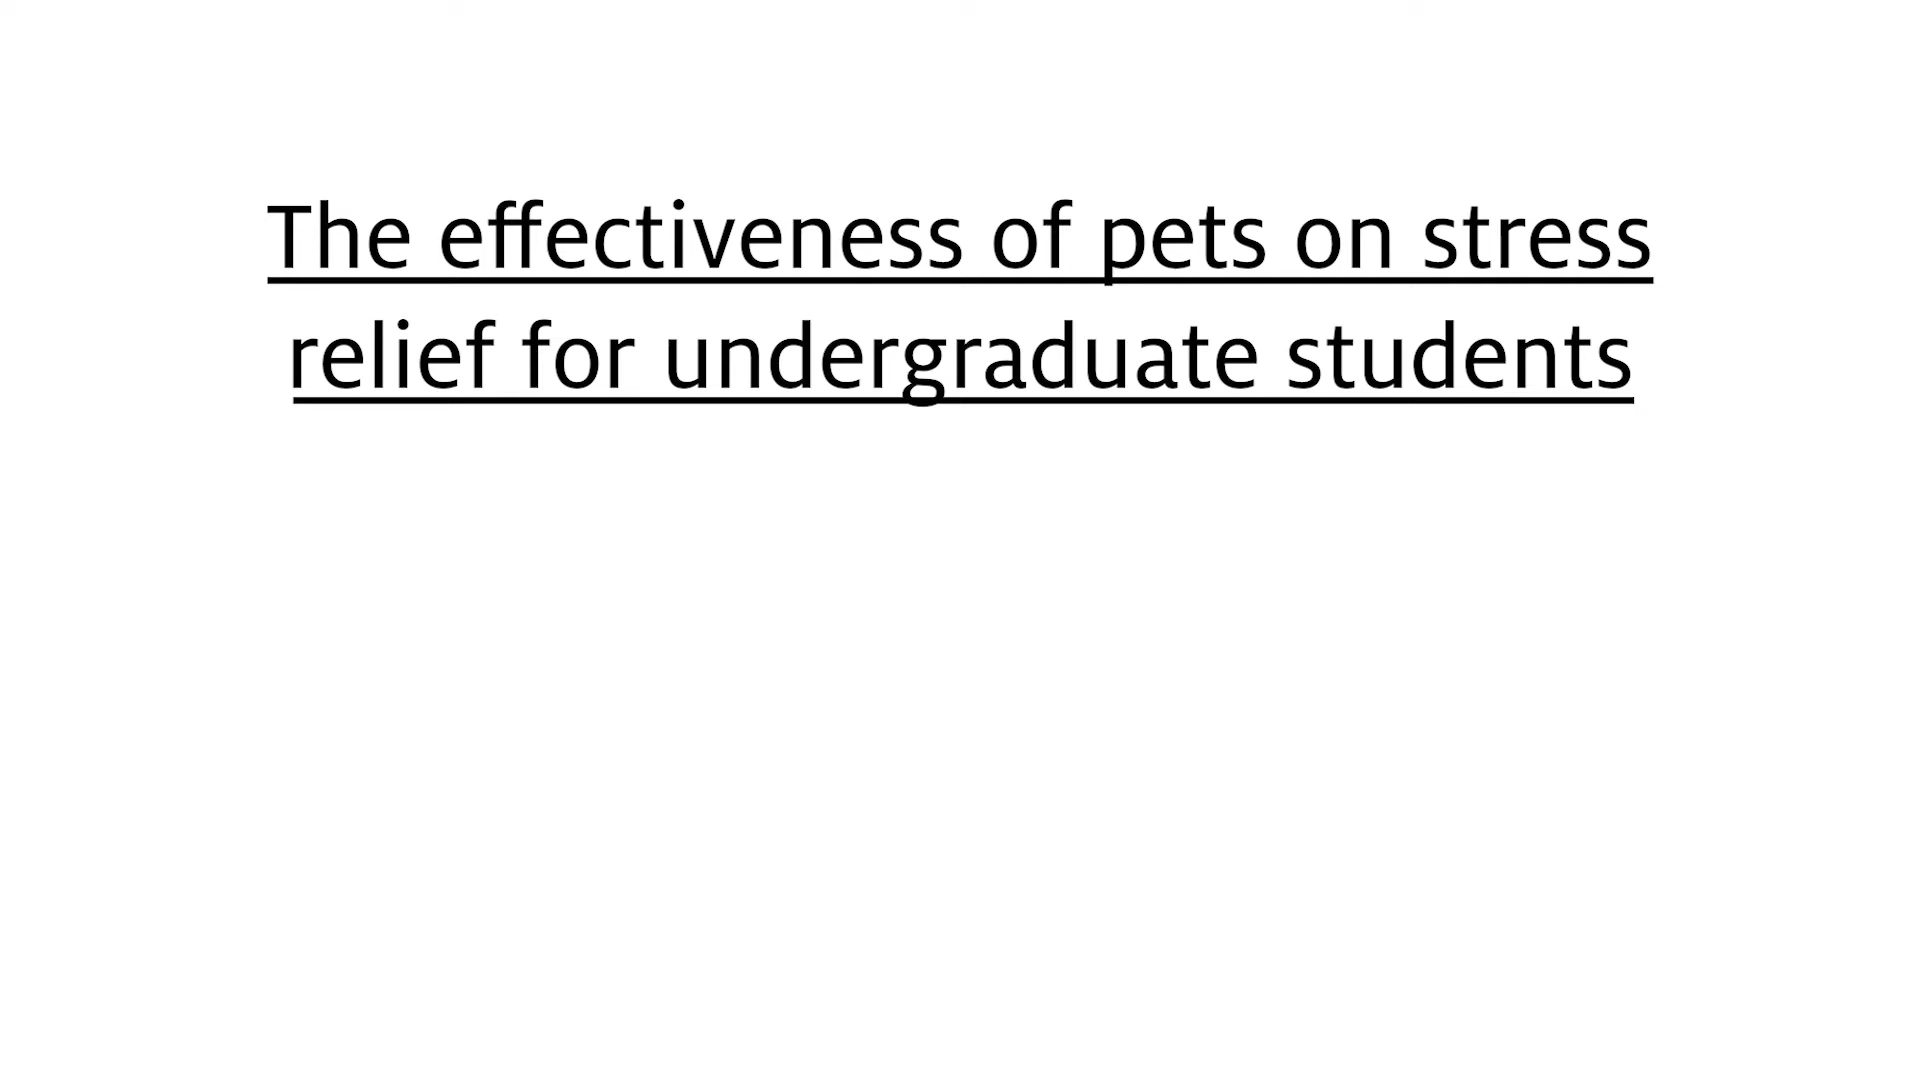 The effectiveness of pets on stress
relief for undergraduate students